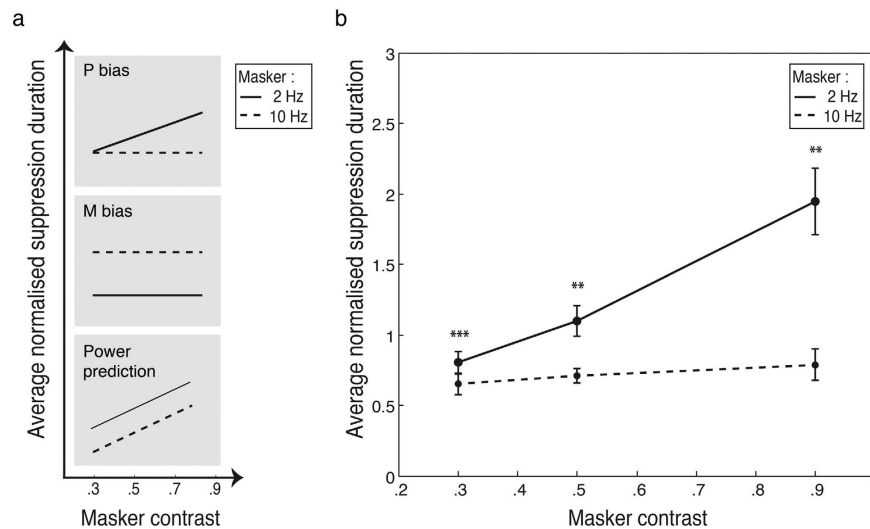 a
Average normalised suppression duration
P bias
M bias
Power
prediction
Masker :
2 Hz
10 Hz
.3 .5 .7 .9
Masker contrast
b
Average normalised suppression duration
3
2.5
2
1.5
1
0.5
0
Masker :
2 Hz
10 Hz
***
**
**
.2 .3 .4 .5 .6 .7 .8 .9
Masker contrast